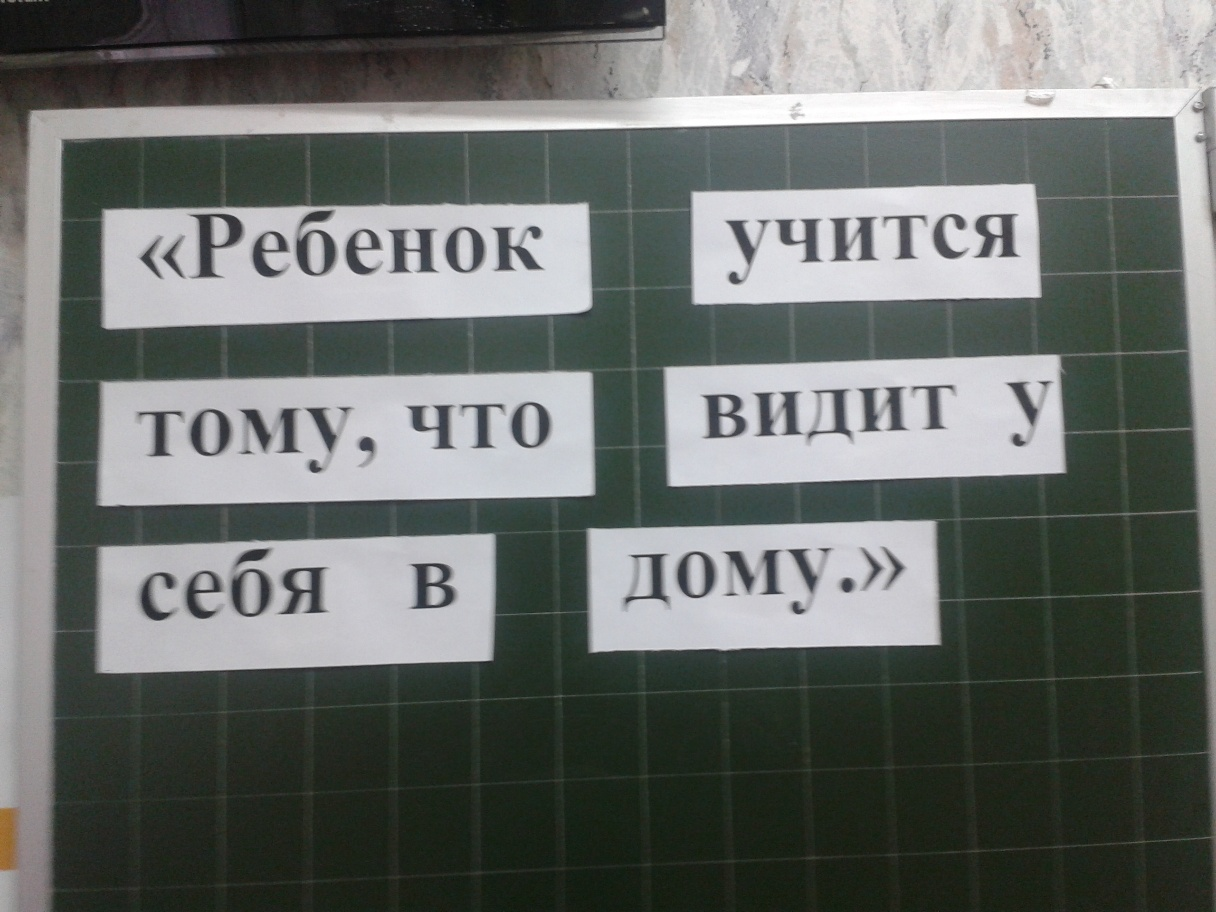 «Ребенок учится
тому, что видит у
себя в дому.»